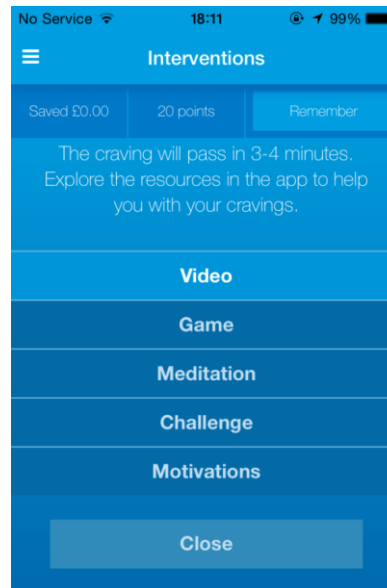 No Service 18:11 99%
Interventions
Saved £0.00 20 points Remember
The craving will pass in 3-4 minutes.
Explore the resources in the app to help
you with your cravings.
Video
Game
Meditation
Challenge
Motivations
Close